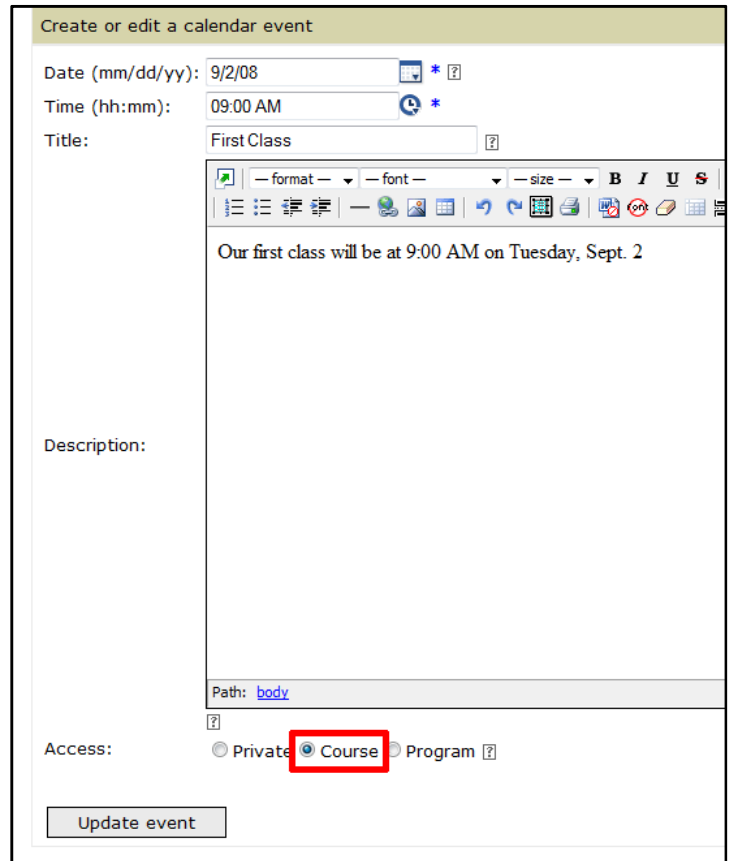 Create or edit a calendar event
Date (mm/dd/yy): 9/2/08 * ?
Time (hh:mm): 09:00 AM *
Title: First Class ?
— format — — font — — size — B I U S
Our first class will be at 9:00 AM on Tuesday, Sept. 2
Description:
Path: body
?
Access: Private Course Program ?
Update event